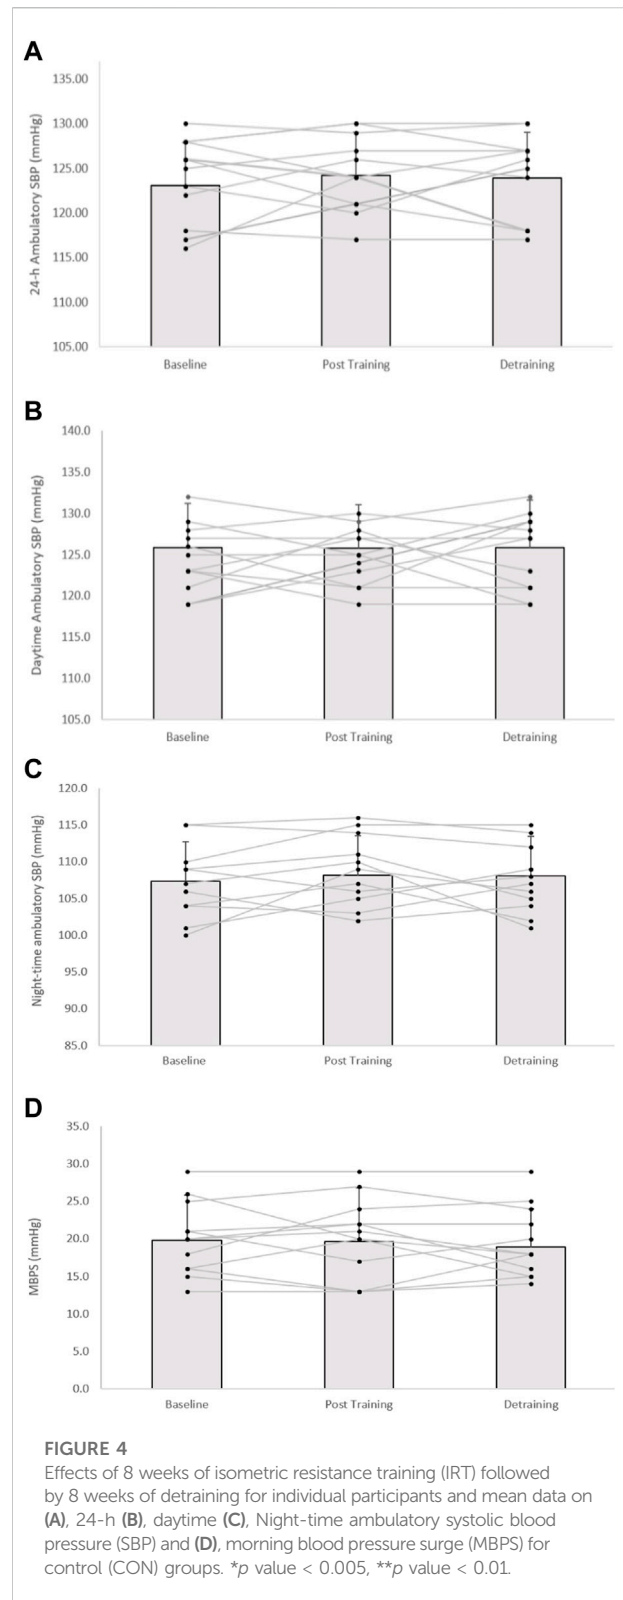 A
24-h Ambulatory SBP (mmHg)
135.00
130.00
125.00
120.00
115.00
110.00
105.00
Baseline Post Training Detraining
B
Daytime Ambulatory SBP (mmHg)
140.0
135.0
130.0
125.0
120.0
115.0
110.0
105.0
Baseline Post Training Detraining
C
Night-time ambulatory SBP (mmHg)
120.0
115.0
110.0
105.0
100.0
95.0
90.0
85.0
Baseline Post Training Detraining
D
MBPS (mmHg)
35.0
30.0
25.0
20.0
15.0
10.0
5.0
0.0
Baseline Post Training Detraining
FIGURE 4
Effects of 8 weeks of isometric resistance training (IRT) followed
by 8 weeks of detraining for individual participants and mean data on
(A), 24-h (B), daytime (C), Night-time ambulatory systolic blood
pressure (SBP) and (D), morning blood pressure surge (MBPS) for
control (CON) groups. *p value < 0.005, **p value < 0.01.